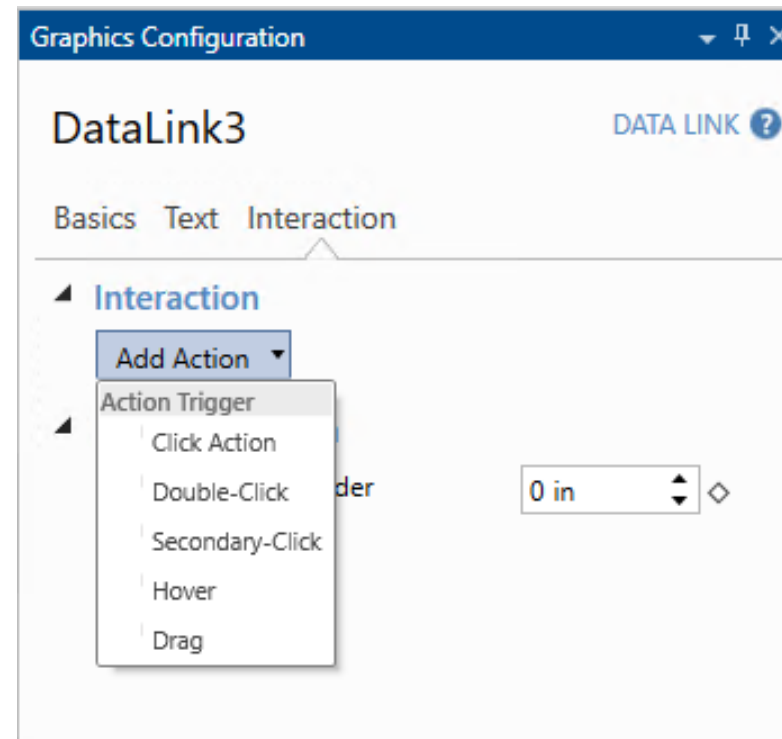 Graphics Configuration
DataLink3
DATA LINK ?
Basics Text Interaction
Interaction
Add Action
Action Trigger
Click Action
Double-Click
0 in
Secondary-Click
Hover
Drag